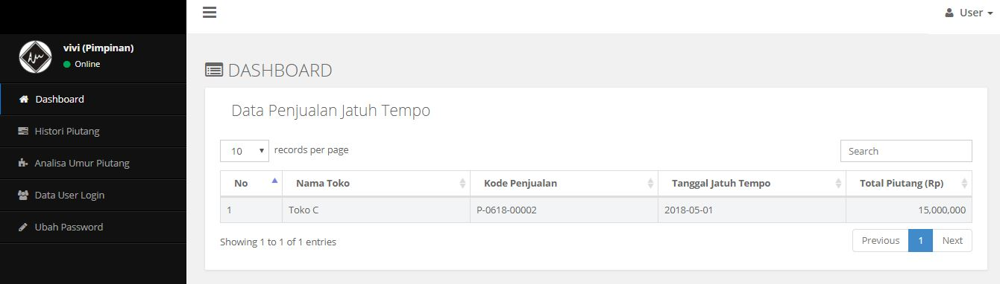 User
vivi (Pimpinan)
Online
Dashboard
Histori Piutang
Analisa Umur Piutang
Data User Login
Ubah Password
DASHBOARD
Data Penjualan Jatuh Tempo
10 records per page
Search
No Nama Toko Kode Penjualan Tanggal Jatuh Tempo Total Piutang (Rp)
1 Toko C P-0618-00002 2018-05-01 15,000,000
Showing 1 to 1 of 1 entries
Previous 1 Next